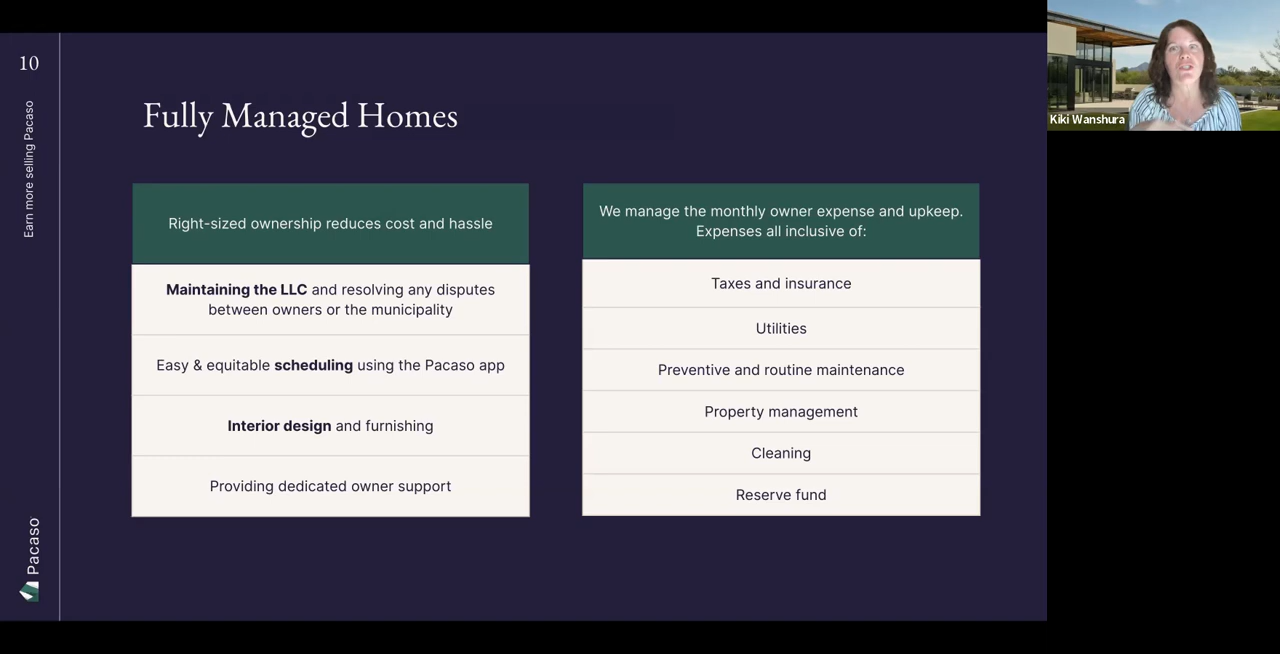 10
Earn more selling Pacaso
Pacaso
Fully Managed Homes
Right-sized ownership reduces cost and hassle
Maintaining the LLC and resolving any disputes
between owners or the municipality
Easy & equitable scheduling using the Pacaso app
Interior design and furnishing
Providing dedicated owner support
We manage the monthly owner expense and upkeep.
Expenses all inclusive of:
Taxes and insurance
Utilities
Preventive and routine maintenance
Property management
Cleaning
Reserve fund
Kiki Wanshura